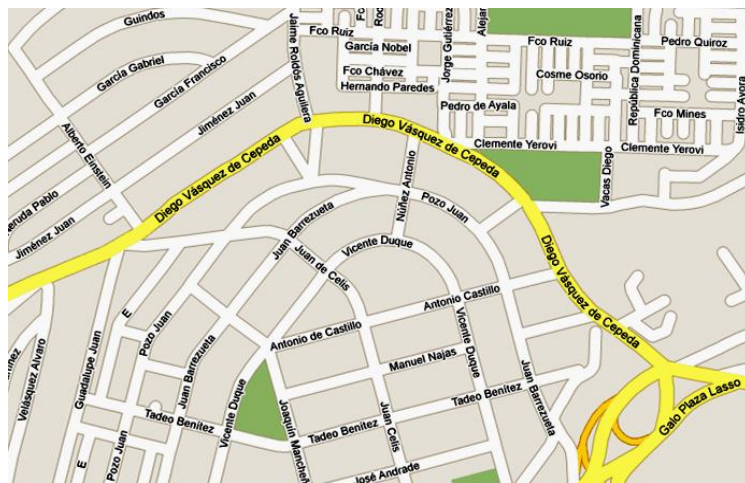 Guindos
García Gabriel
García Francisco
Jiménez Juan
Alberto Einstein
Jaime Roldós Aguilera
Fco Ruiz
García Nobel
Fco Chávez
Hernando Paredes
Jorge Gutiérrez
Fco Ruiz
Pedro Quiroz
Cosme Osorio
República Dominicana
Pedro de Ayala
Fco Mines
Isidro Ayora
Clemente Yerovi
Clemente Yerovi
Vacas Diego
Diego Vásquez de Cepeda
Diego Vásquez de Cepeda
Pablo
Jiménez Juan
Núñez Antonio
Pozo Juan
Juan Barrezueta
Vicente Duque
Juan de Celis
Diego Vásquez de Cepeda
Antonio Castillo
Antonio de Castillo
E
Pozo Juan
Guadalupe Juan
Velásquez Alvaro
Juan Barrezueta
Manuel Najas
Vicente Duque
Juan Barrezueta
Vicente Duque
Tadeo Benítez
Tadeo Benítez
Tadeo Benítez
Joaquín
Juan Celis
José Andrade
Galo Plaza Lasso
E
Pozo Juan